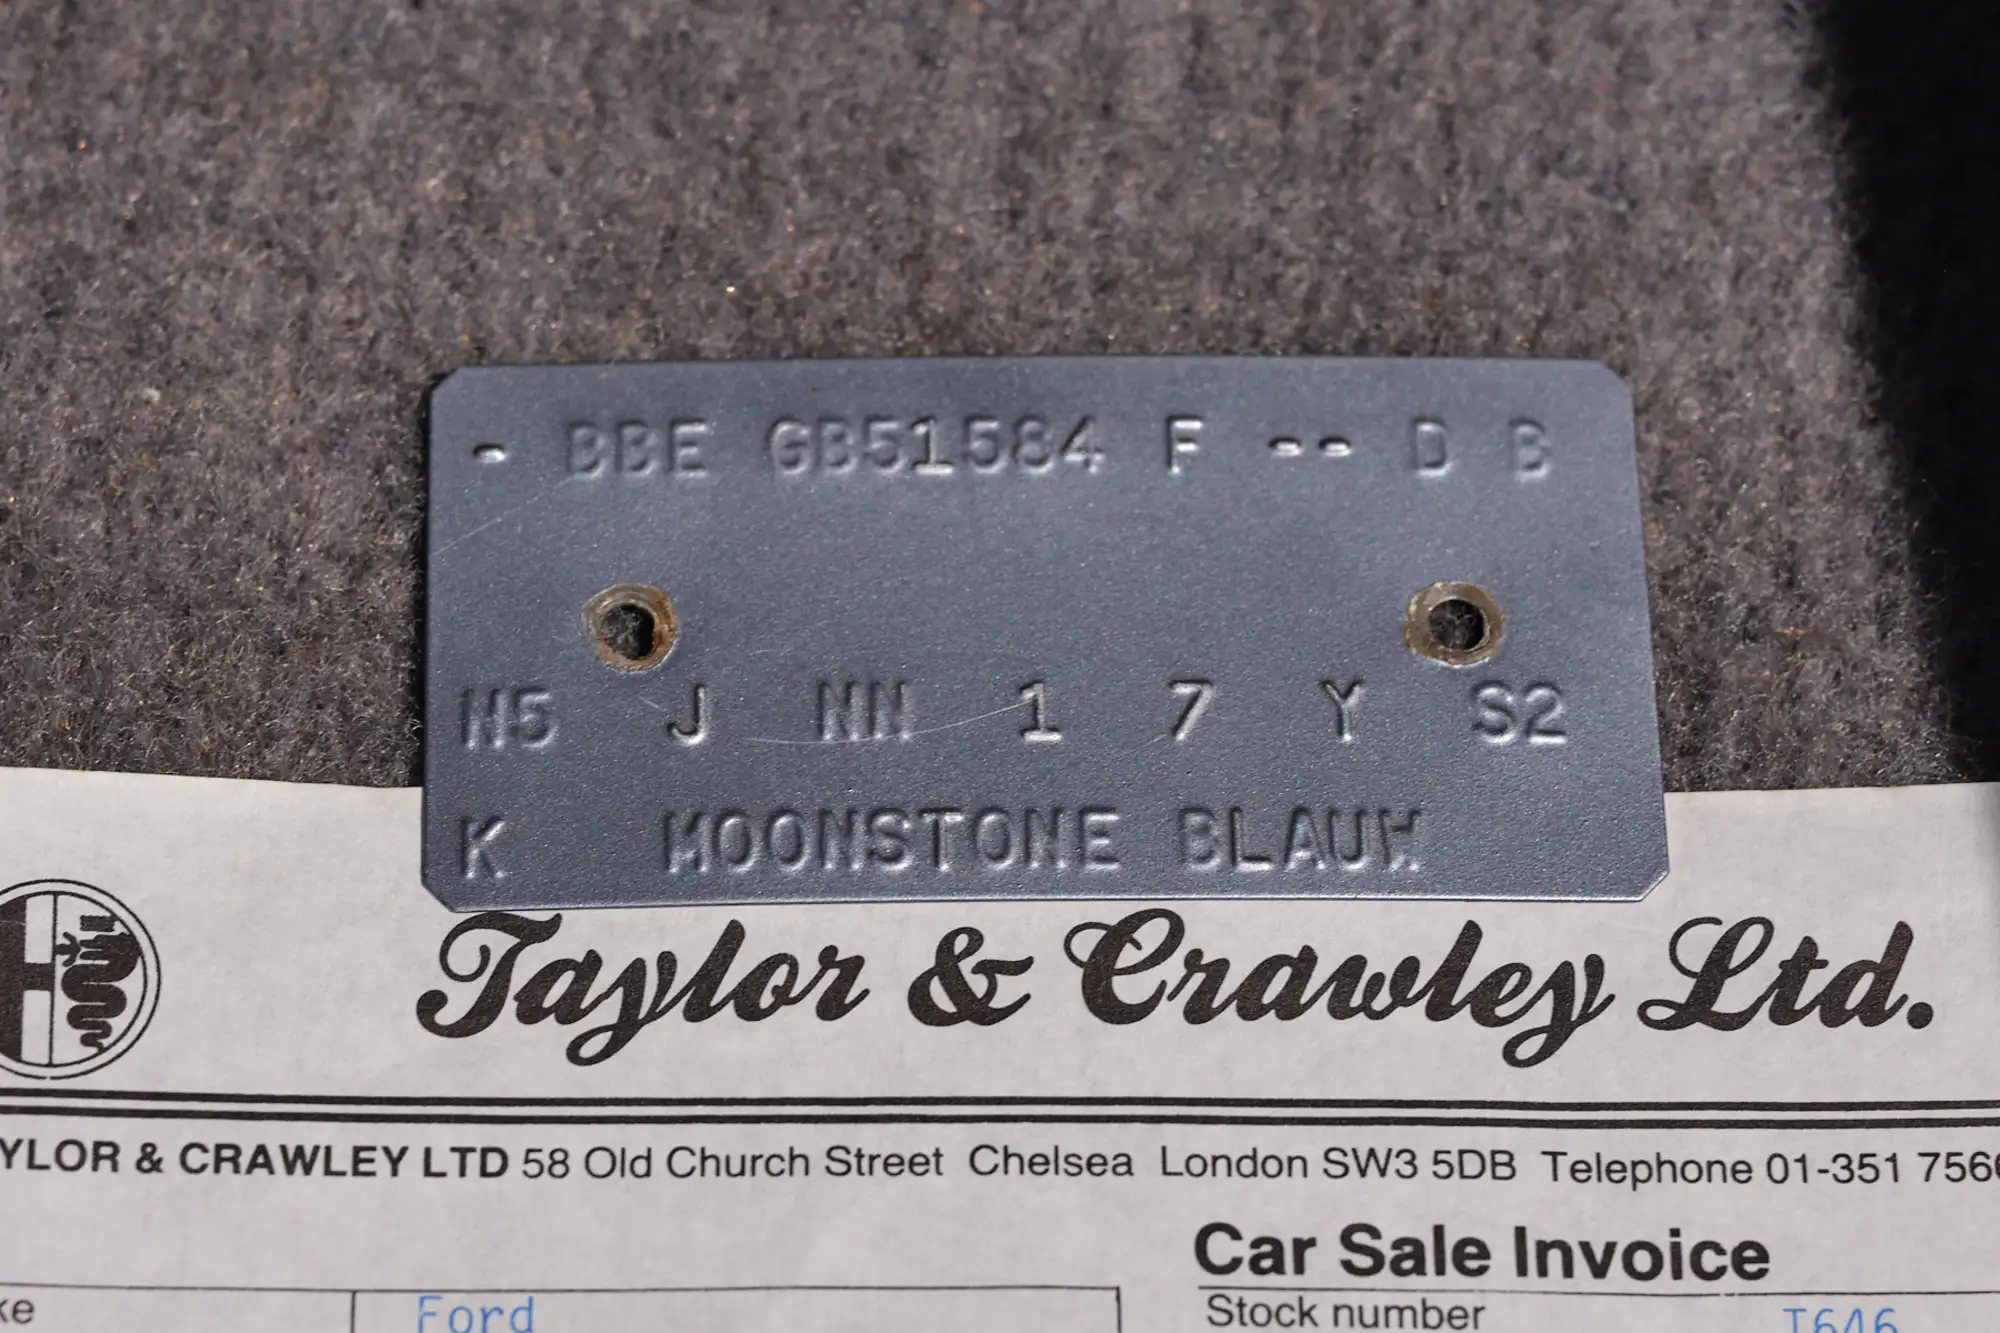 - BBE GB51584 F -- D B
N5 J NN 1 7 Y S2
K MOONSTONE BLAUW
Taylor & Crawley Ltd.
YLOR & CRAWLEY LTD 58 Old Church Street Chelsea London SW3 5DB Telephone 01-351 756
Car Sale Invoice
ke Ford
Stock number T646